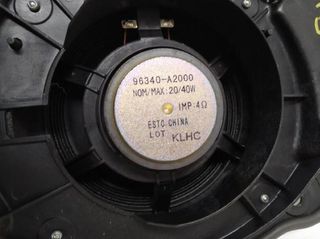 96340-A2000
NOM/MAX:20/40W
IMP:4Ω
ESTC.CHINA
LOT KLHC